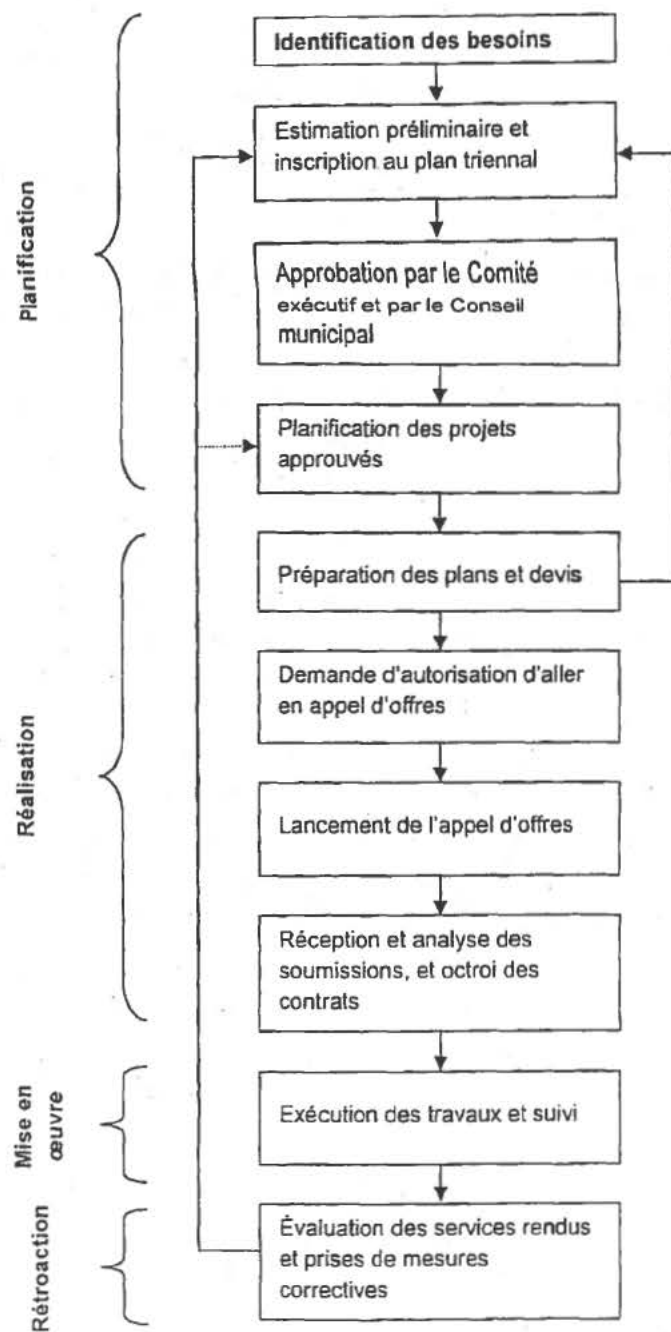 Planification
Identification des besoins
Estimation préliminaire et
inscription au plan triennal
Approbation par le Comité
exécutif et par le Conseil
municipal
Planification des projets
approuvés
Réalisation
Préparation des plans et devis
Demande d'autorisation d'aller
en appel d'offres
Lancement de l'appel d'offres
Réception et analyse des
soumissions, et octroi des
contrats
Mise en
œuvre
Exécution des travaux et suivi
Rétroaction
Évaluation des services rendus
et prises de mesures
correctives